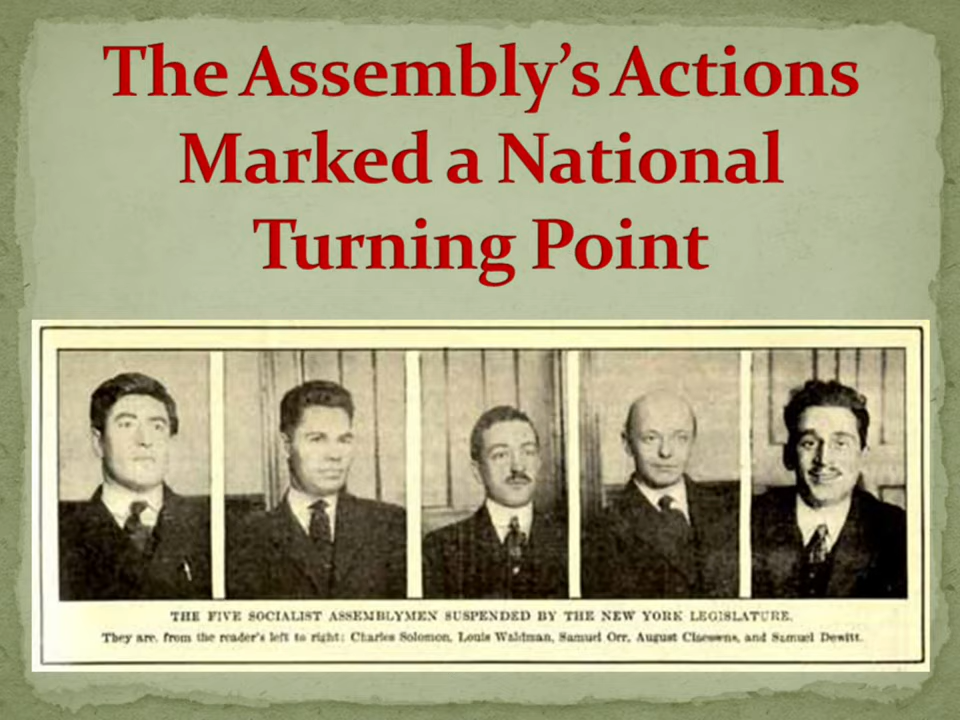 The Assembly’s Actions
Marked a National
Turning Point
THE FIVE SOCIALIST ASSEMBLYMEN SUSPENDED BY THE NEW YORK LEGISLATURE.
They are, from the reader's left to right: Charles Solomon, Louis Waldman, Samuel Orr, August Claessens, and Samuel Dewitt.